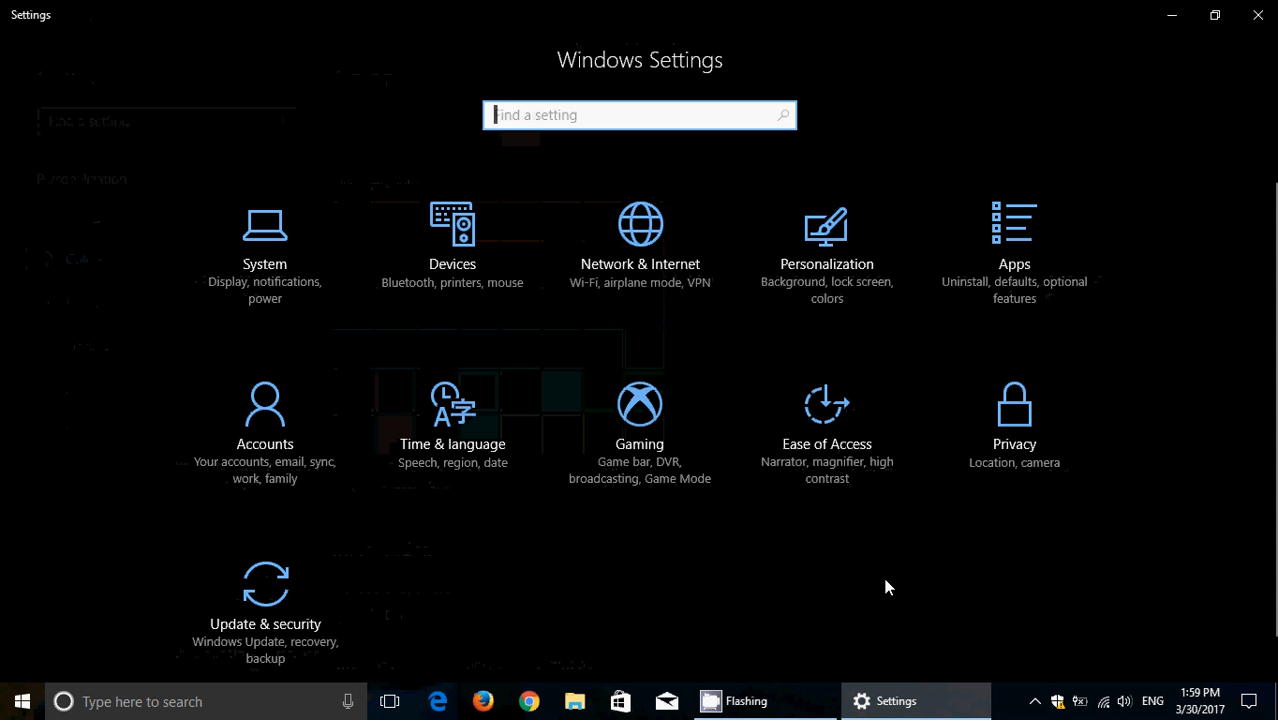 Settings
Windows Settings
Find a setting
System
Display, notifications,
power
Devices
Bluetooth, printers, mouse
Network & Internet
Wi-Fi, airplane mode, VPN
Personalization
Background, lock screen,
colors
Apps
Uninstall, defaults, optional
features
Accounts
Your accounts, email, sync,
work, family
Time & language
Speech, region, date
Gaming
Game bar, DVR,
broadcasting, Game Mode
Ease of Access
Narrator, magnifier, high
contrast
Privacy
Location, camera
Update & security
Windows Update, recovery,
backup
Type here to search
Flashing
Settings
ENG
1:59 PM
3/30/2017